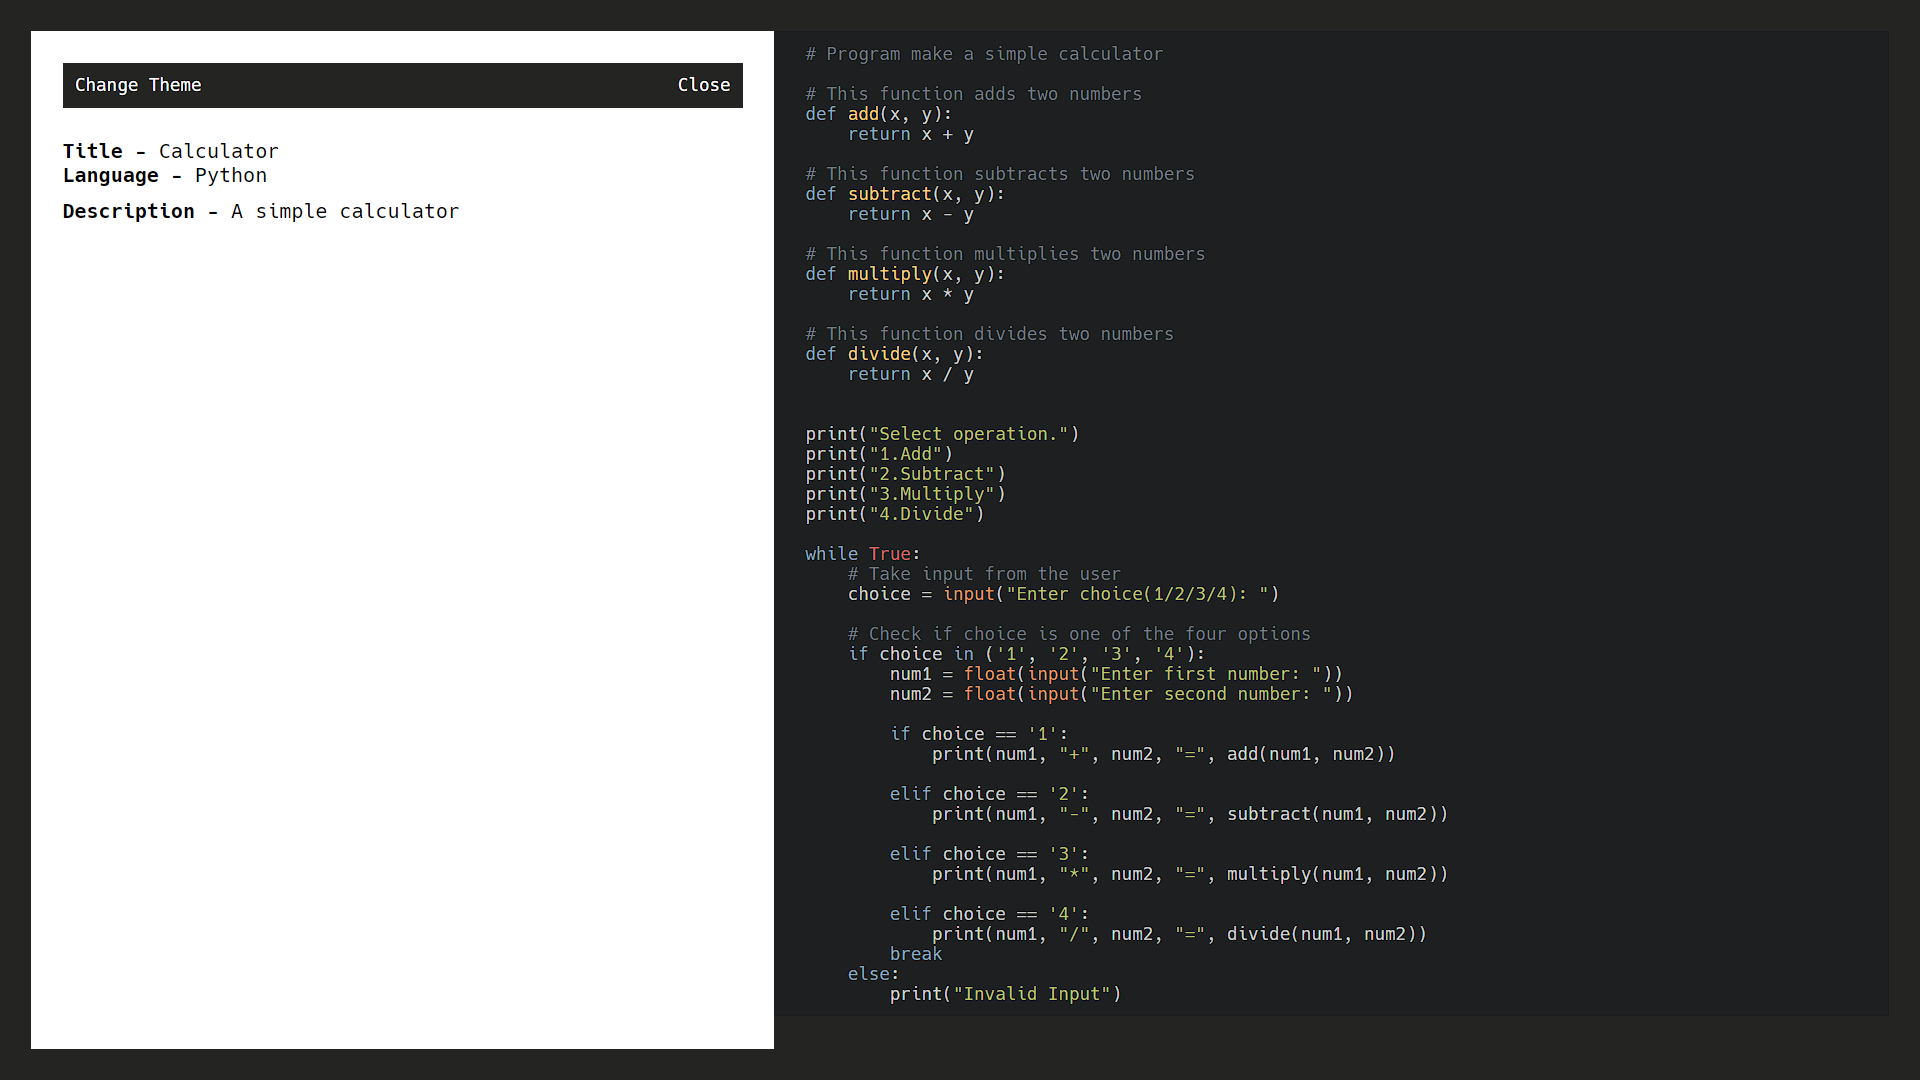 Change Theme Close
Title - Calculator
Language - Python
Description - A simple calculator
# Program make a simple calculator

# This function adds two numbers
def add(x, y):
    return x + y

# This function subtracts two numbers
def subtract(x, y):
    return x - y

# This function multiplies two numbers
def multiply(x, y):
    return x * y

# This function divides two numbers
def divide(x, y):
    return x / y


print("Select operation.")
print("1.Add")
print("2.Subtract")
print("3.Multiply")
print("4.Divide")

while True:
    # Take input from the user
    choice = input("Enter choice(1/2/3/4): ")

    # Check if choice is one of the four options
    if choice in ('1', '2', '3', '4'):
        num1 = float(input("Enter first number: "))
        num2 = float(input("Enter second number: "))

        if choice == '1':
            print(num1, "+", num2, "=", add(num1, num2))

        elif choice == '2':
            print(num1, "-", num2, "=", subtract(num1, num2))

        elif choice == '3':
            print(num1, "*", num2, "=", multiply(num1, num2))

        elif choice == '4':
            print(num1, "/", num2, "=", divide(num1, num2))
        break
    else:
        print("Invalid Input")